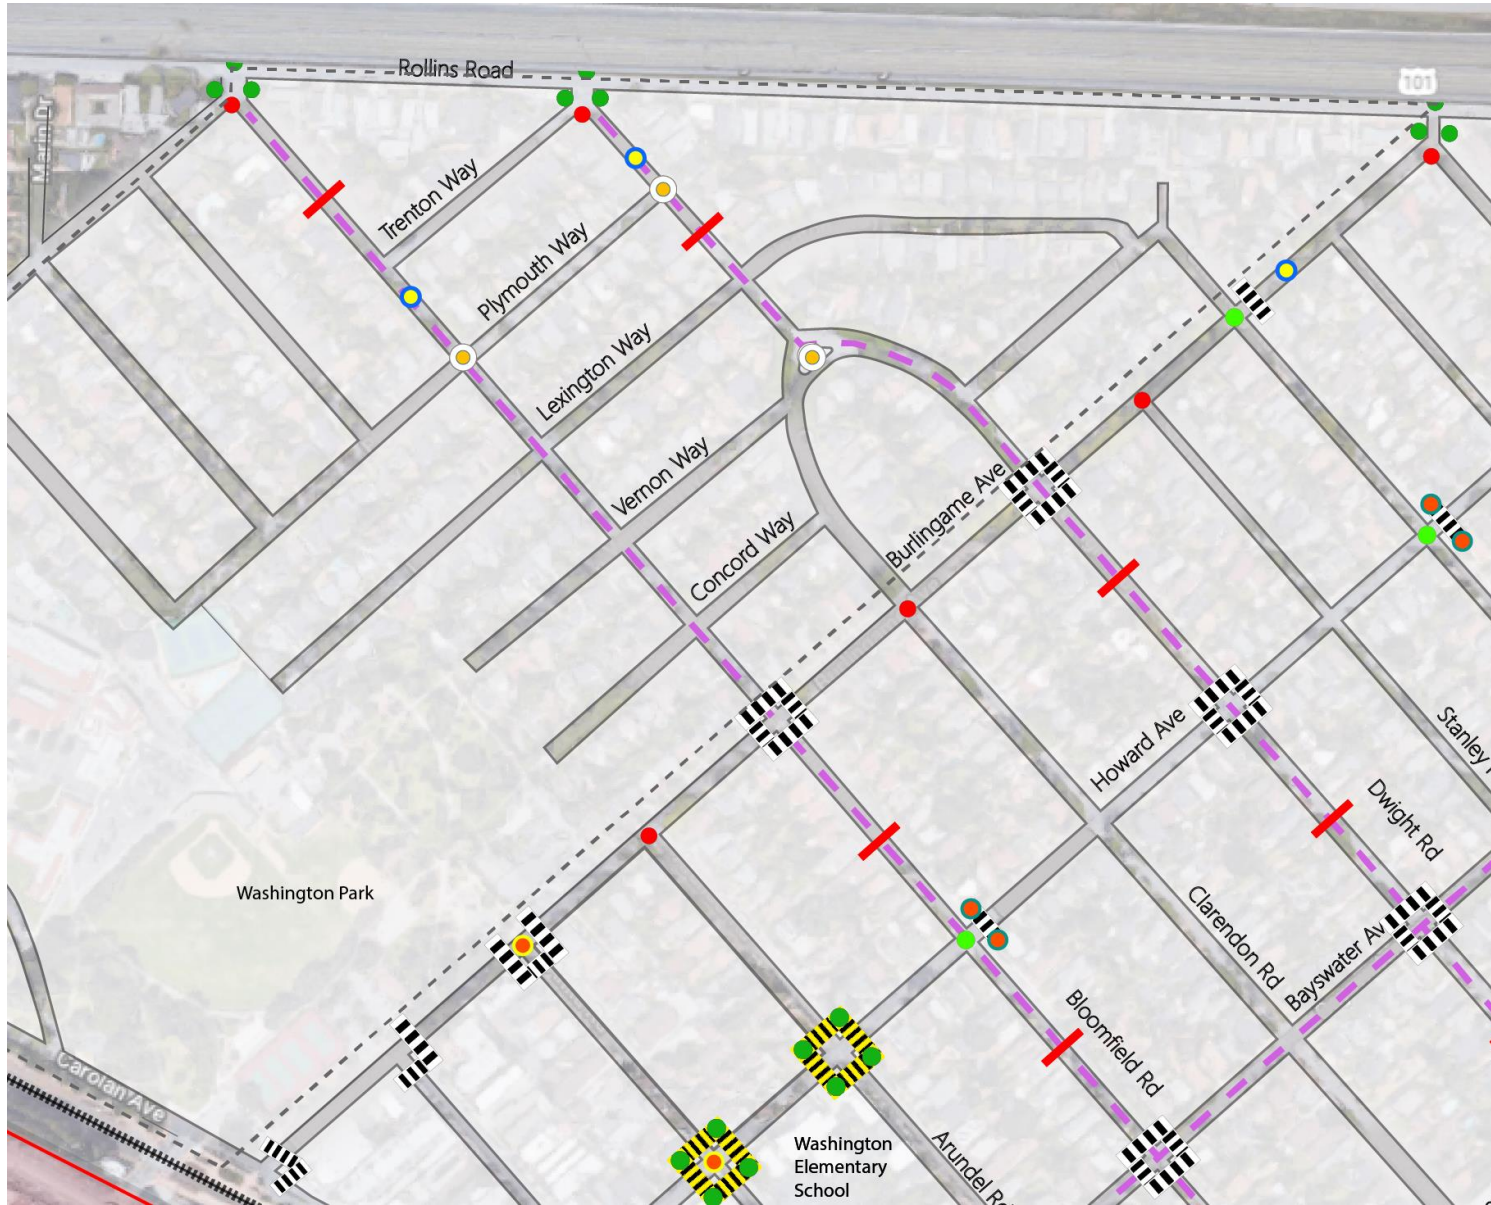 Rollins Road
101
Marin Dr
Trenton Way
Plymouth Way
Lexington Way
Vernon Way
Burlingame Ave
Concord Way
Howard Ave
Stanley
Dwight Rd
Washington Park
Clarendon Rd
Bayswater Av
Bloomfield Rd
Carolan Ave
Washington
Elementary
School
Arundel Ro